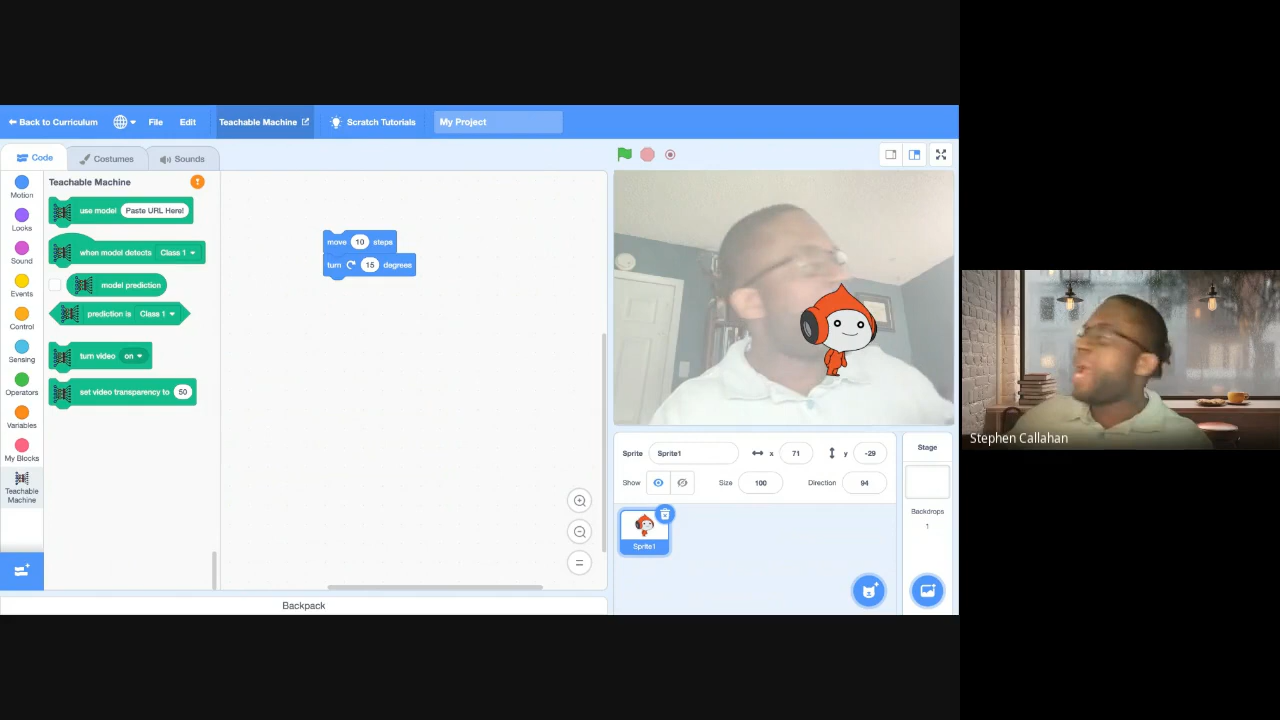 Back to Curriculum
File
Edit
Teachable Machine
Scratch Tutorials
My Project
Code
Costumes
Sounds
Motion
Looks
Sound
Events
Control
Sensing
Operators
Variables
My Blocks
Teachable
Machine
Teachable Machine
use model Paste URL Here!
when model detects Class 1
model prediction
prediction is Class 1
turn video on
set video transparency to 50
move 10 steps
turn 15 degrees
Backpack
Sprite Sprite1 x 71 y -29
Show Size 100 Direction 94
Sprite1
Stage
Backdrops
1
Stephen Callahan